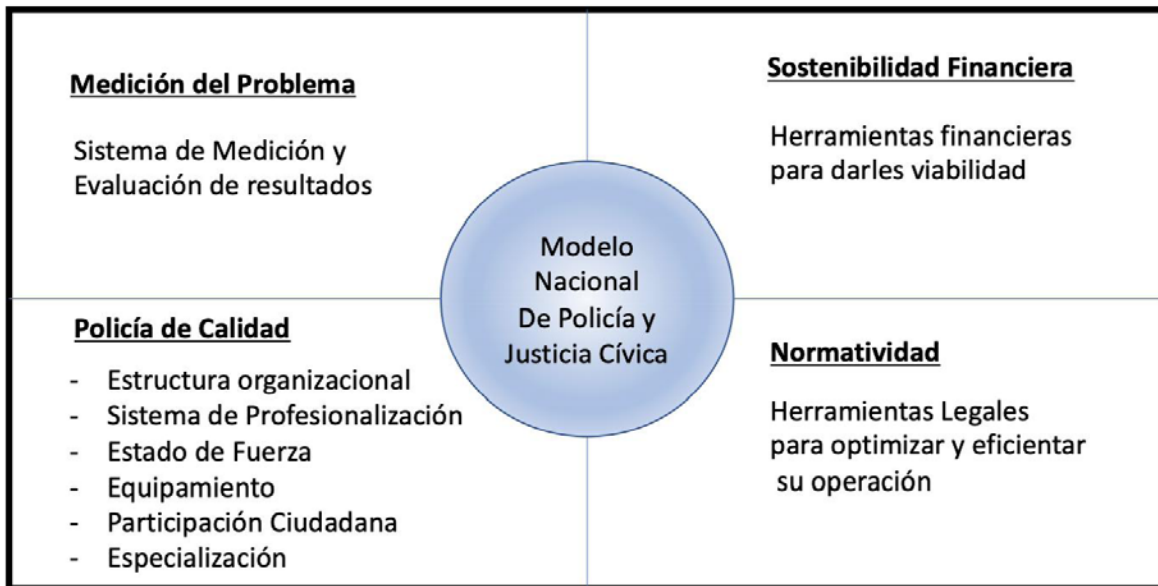 Medición del Problema
Sistema de Medición y
Evaluación de resultados
Sostenibilidad Financiera
Herramientas financieras
para darles viabilidad
Modelo
Nacional
De Policía y
Justicia Cívica
Policía de Calidad
- Estructura organizacional
- Sistema de Profesionalización
- Estado de Fuerza
- Equipamiento
- Participación Ciudadana
- Especialización
Normatividad
Herramientas Legales
para optimizar y eficientar
su operación